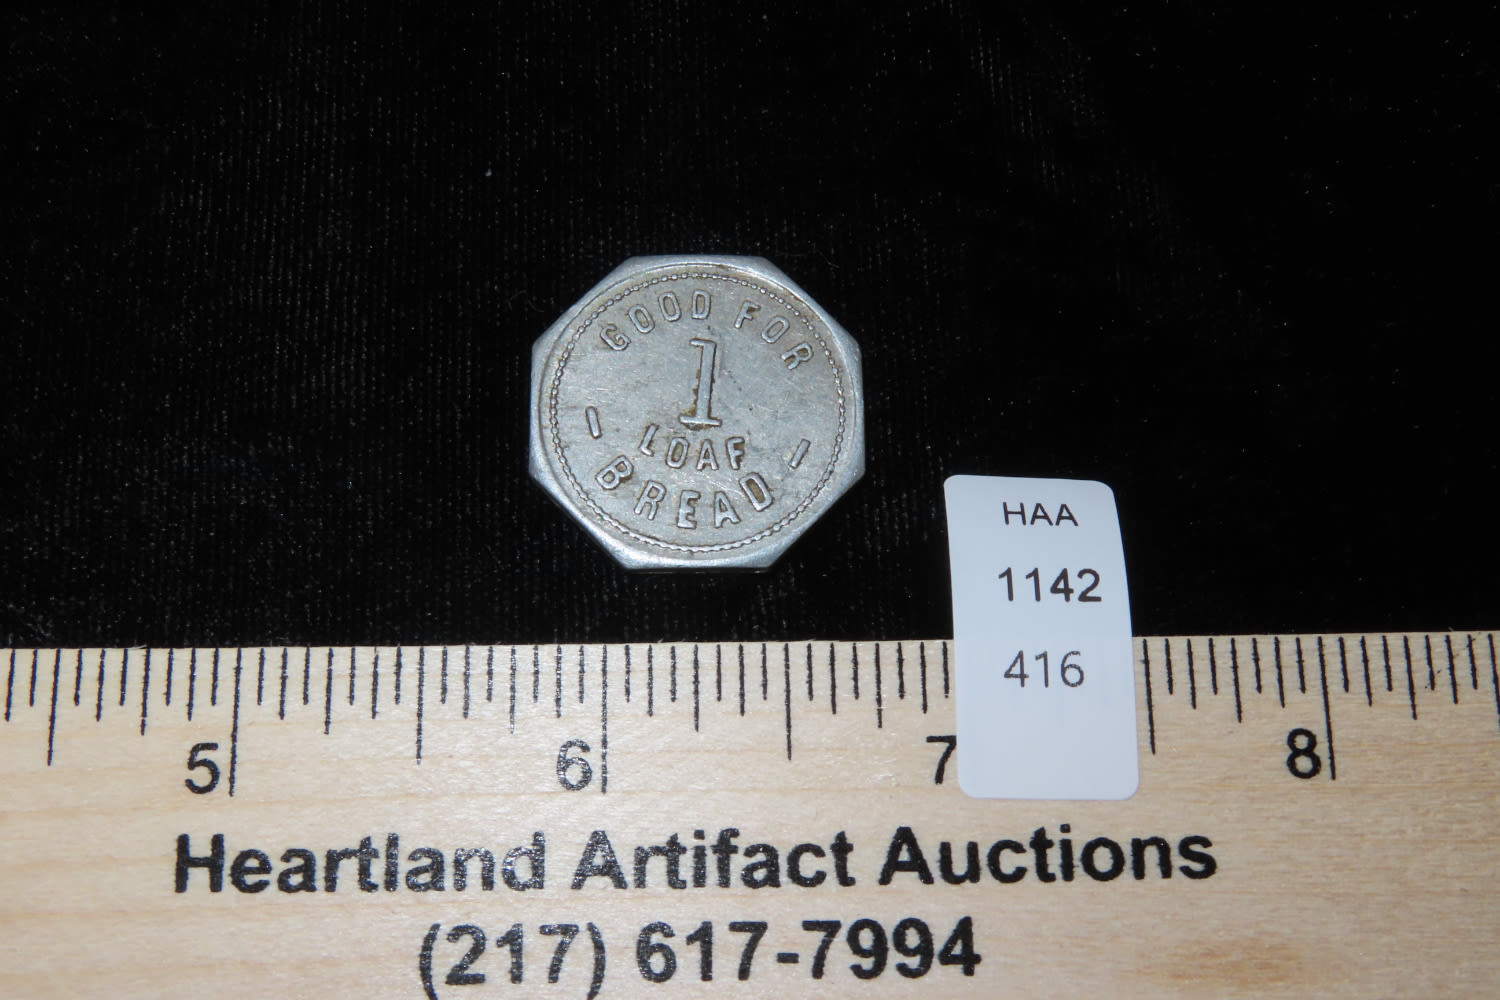 GOOD FOR
1
LOAF
BREAD
HAA
1142
416
5 6 7 8
Heartland Artifact Auctions
(217) 617-7994